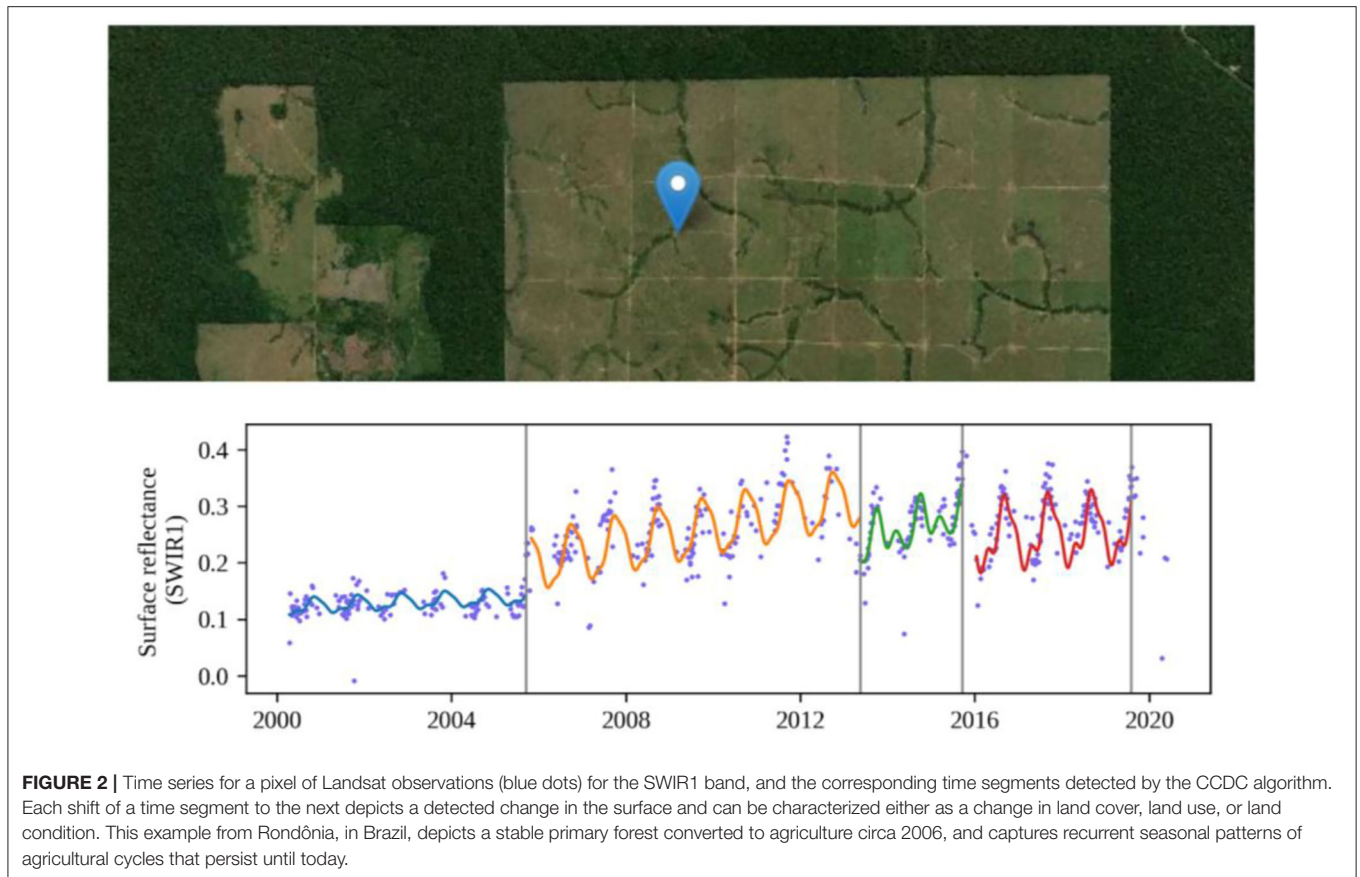 Surface reflectance
(SWIR1)
0.4
0.3
0.2
0.1
0.0
2000 2004 2008 2012 2016 2020
FIGURE 2 | Time series for a pixel of Landsat observations (blue dots) for the SWIR1 band, and the corresponding time segments detected by the CCDC algorithm.
Each shift of a time segment to the next depicts a detected change in the surface and can be characterized either as a change in land cover, land use, or land
condition. This example from Rondônia, in Brazil, depicts a stable primary forest converted to agriculture circa 2006, and captures recurrent seasonal patterns of
agricultural cycles that persist until today.